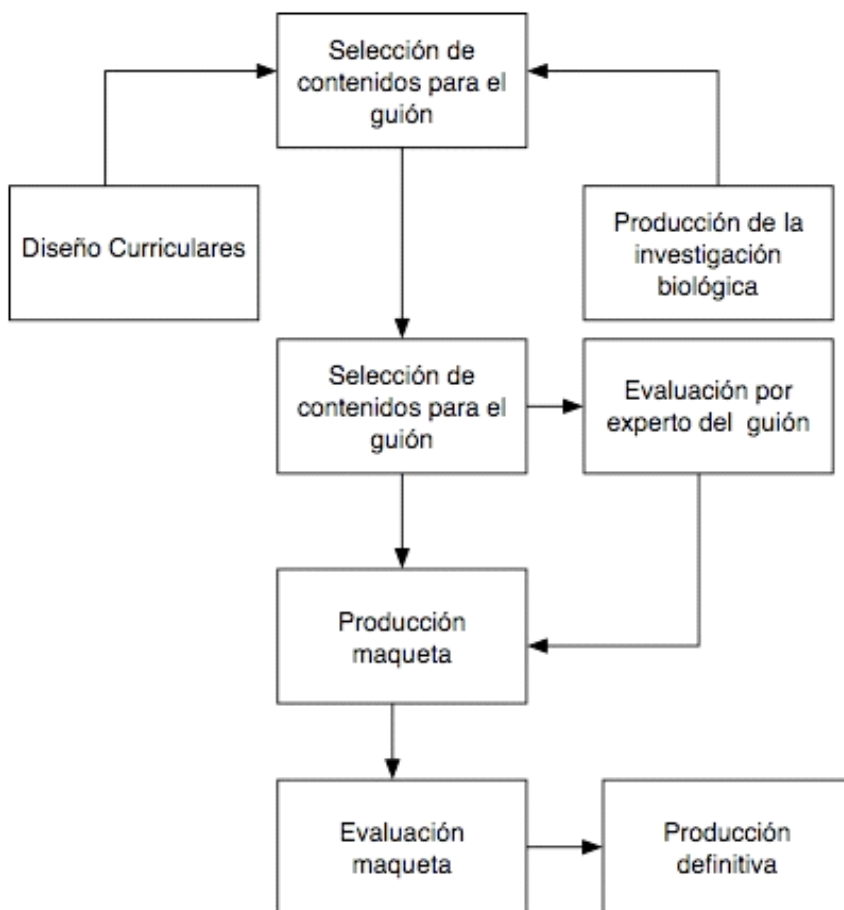 Selección de
contenidos para el
guión
Diseño Curriculares
Producción de la
investigación
biológica
Selección de
contenidos para el
guión
Evaluación por
experto del guión
Producción
maqueta
Evaluación
maqueta
Producción
definitiva